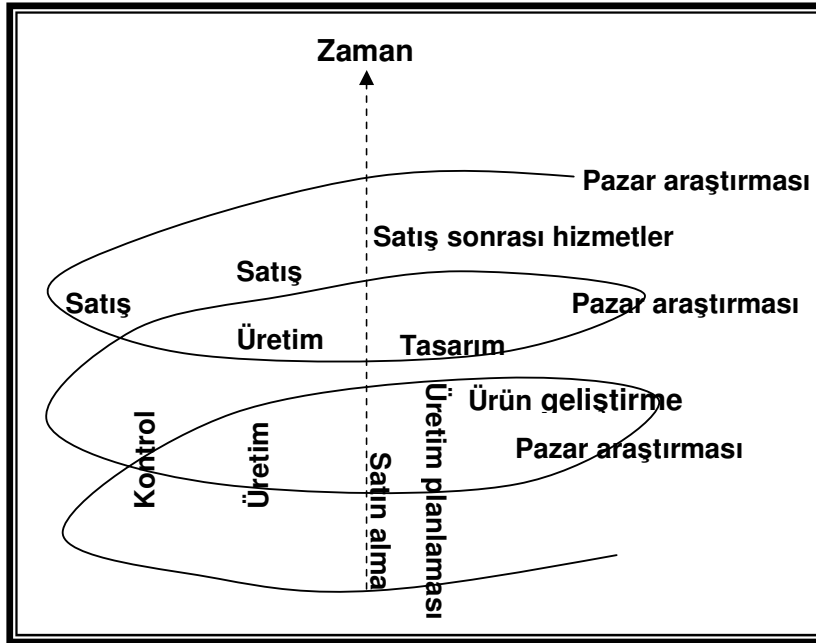 Zaman
Pazar araştırması
Satış sonrası hizmetler
Satış
Satış
Pazar araştırması
Üretim
Tasarım
Ürün geliştirme
Pazar araştırması
Kontrol
Üretim
Satın alma
Üretim planlaması